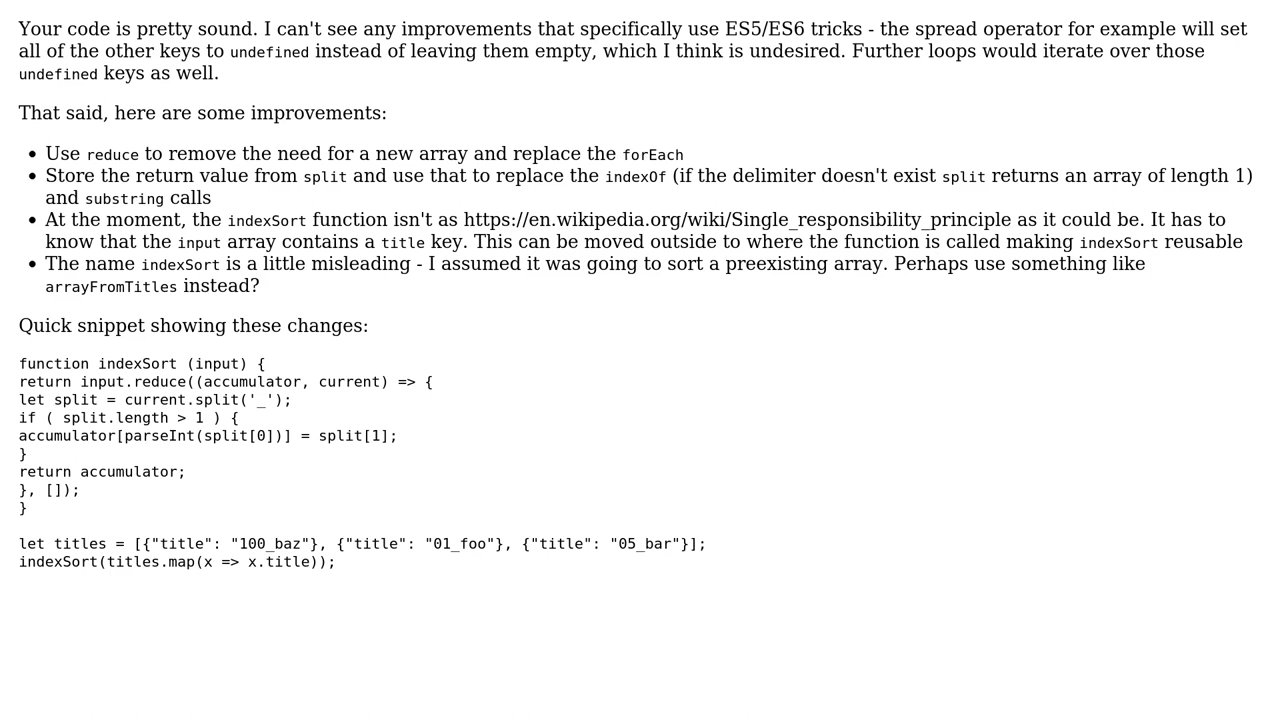 Your code is pretty sound. I can't see any improvements that specifically use ES5/ES6 tricks - the spread operator for example will set
all of the other keys to undefined instead of leaving them empty, which I think is undesired. Further loops would iterate over those
undefined keys as well.
That said, here are some improvements:
• Use reduce to remove the need for a new array and replace the forEach
• Store the return value from split and use that to replace the indexOf (if the delimiter doesn't exist split returns an array of length 1)
and substring calls
• At the moment, the indexSort function isn't as https://en.wikipedia.org/wiki/Single_responsibility_principle as it could be. It has to
know that the input array contains a title key. This can be moved outside to where the function is called making indexSort reusable
• The name indexSort is a little misleading - I assumed it was going to sort a preexisting array. Perhaps use something like
arrayFromTitles instead?
Quick snippet showing these changes:
function indexSort (input) {
return input.reduce((accumulator, current) => {
let split = current.split('_');
if ( split.length > 1 ) {
accumulator[parseInt(split[0])] = split[1];
}
return accumulator;
}, []);
}
let titles = [{"title": "100_baz"}, {"title": "01_foo"}, {"title": "05_bar"}];
indexSort(titles.map(x => x.title));